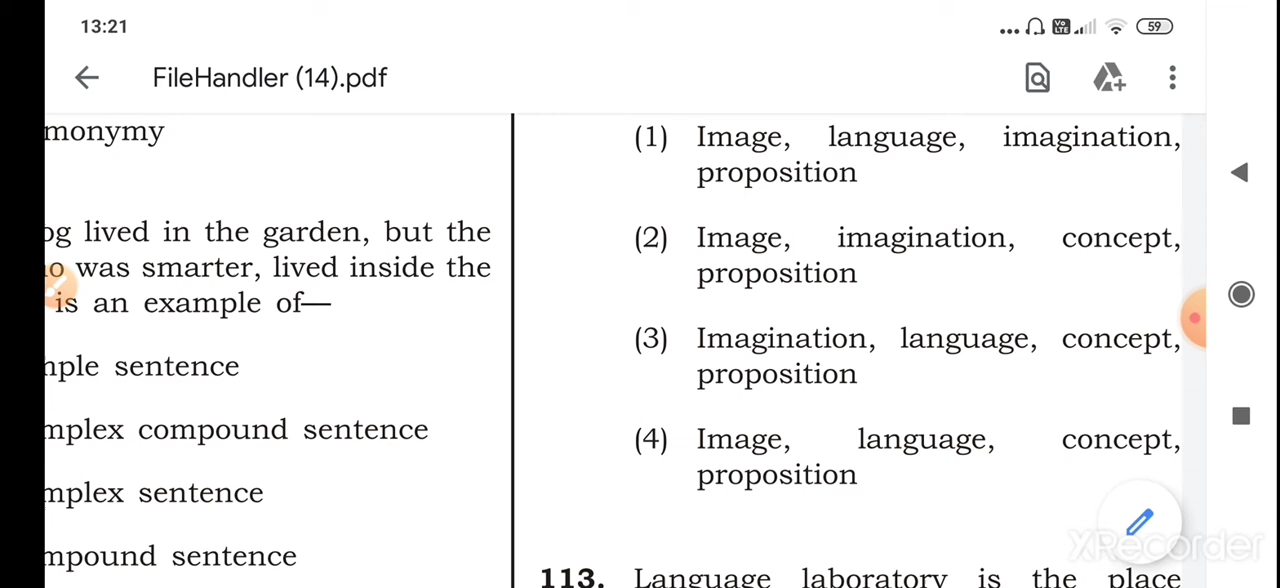 13:21
59
FileHandler (14).pdf
monymy
og lived in the garden, but the
o was smarter, lived inside the
is an example of—
mple sentence
mplex compound sentence
mplex sentence
mpound sentence
(1) Image, language, imagination,
proposition
(2) Image, imagination, concept,
proposition
(3) Imagination, language, concept,
proposition
(4) Image, language, concept,
proposition
113. Language laboratory is the place
XRecorder